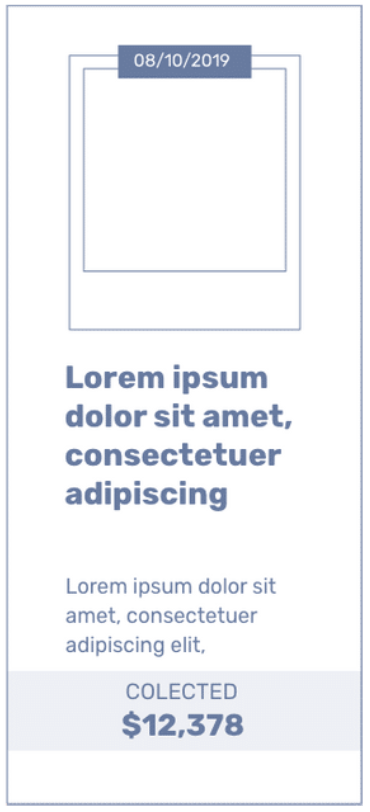 08/10/2019
Lorem ipsum
dolor sit amet,
consectetuer
adipiscing
Lorem ipsum dolor sit
amet, consectetuer
adipiscing elit,
COLECTED
$12,378